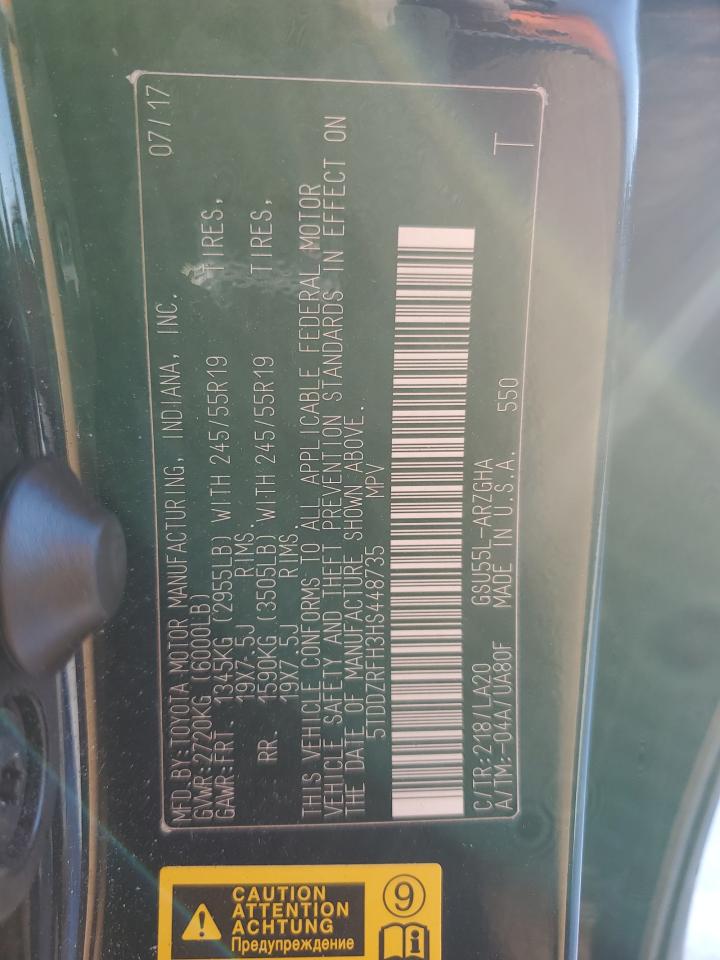 MFD. BY: TOYOTA MOTOR MANUFACTURING, INDIANA, INC. 07/17
GVWR: 2720KG (6000LB)
GAWR: FRT. 1345KG (2955LB) WITH 245/55R19 TIRES,
19X7.5J RIMS.
RR. 1590KG (3505LB) WITH 245/55R19 TIRES,
19X7.5J RIMS
THIS VEHICLE CONFORMS TO ALL APPLICABLE FEDERAL MOTOR
VEHICLE SAFETY AND THEFT PREVENTION STANDARDS IN EFFECT ON
THE DATE OF MANUFACTURE SHOWN ABOVE.
5TDDZRFH3HS448735 MPV
C/TR: 218/LA20 GSU55L-ARZGHA
A/TM:-04A/UA80F MADE IN U.S.A. 550 T
CAUTION
ATTENTION
ACHTUNG
Предупреждение
9